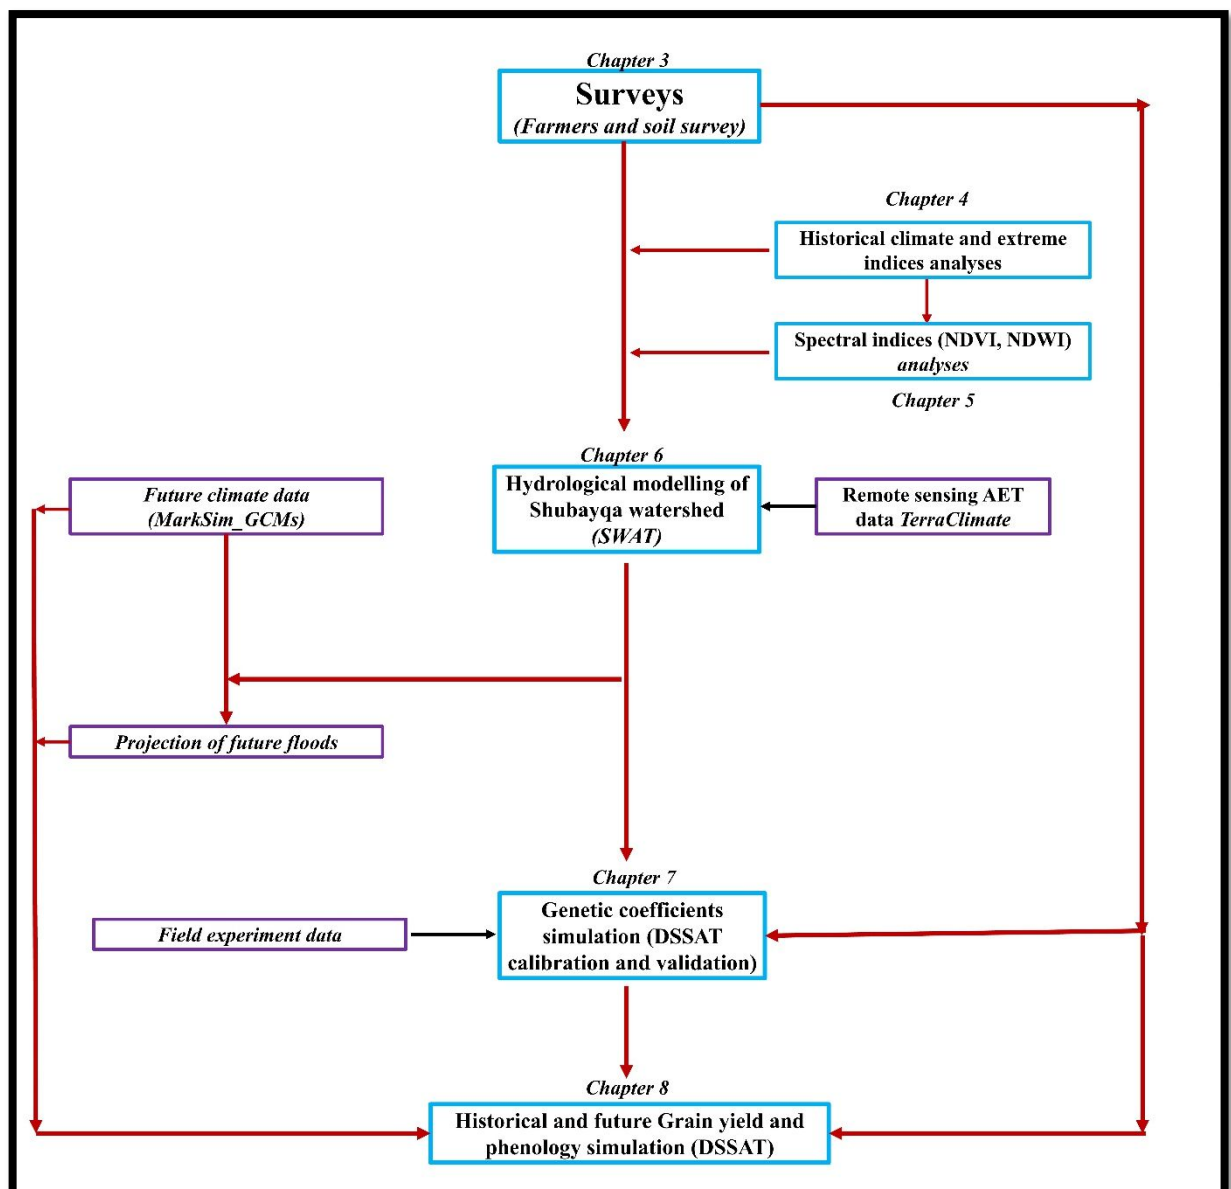 Chapter 3
Surveys
(Farmers and soil survey)
Chapter 4
Historical climate and extreme
indices analyses
Spectral indices (NDVI, NDWI)
analyses
Chapter 5
Chapter 6
Hydrological modelling of
Shubayqa watershed
(SWAT)
Future climate data
(MarkSim_GCMs)
Remote sensing AET
data TerraClimate
Projection of future floods
Chapter 7
Genetic coefficients
simulation (DSSAT
calibration and validation)
Field experiment data
Chapter 8
Historical and future Grain yield and
phenology simulation (DSSAT)